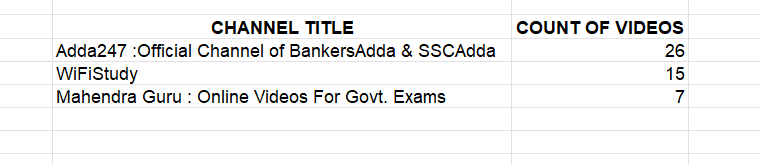 CHANNEL TITLE COUNT OF VIDEOS
Adda247 :Official Channel of BankersAdda & SSCAdda 26
WiFiStudy 15
Mahendra Guru : Online Videos For Govt. Exams 7